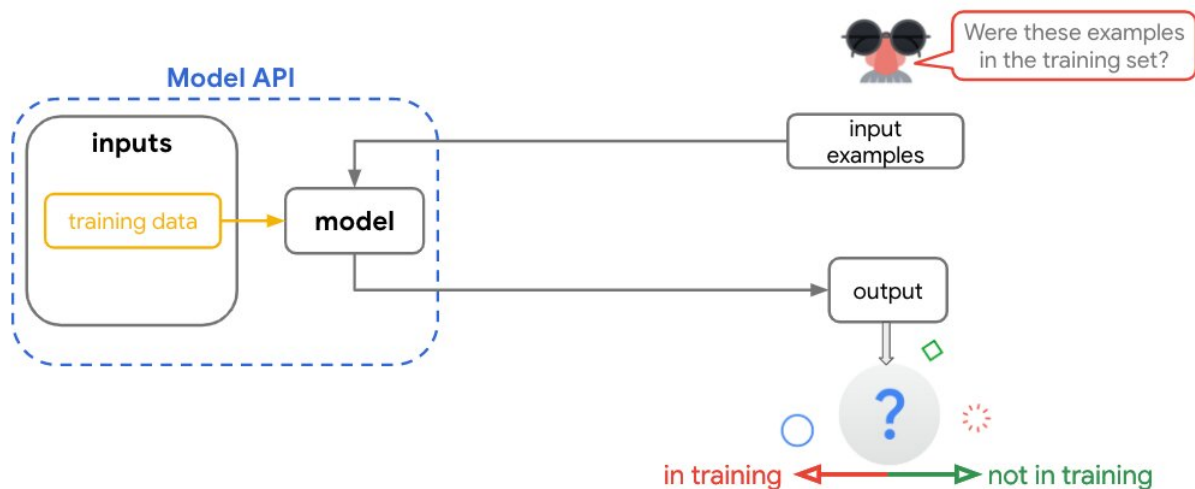 Were these examples
in the training set?
Model API
inputs
training data
model
input
examples
output
?
in training
not in training